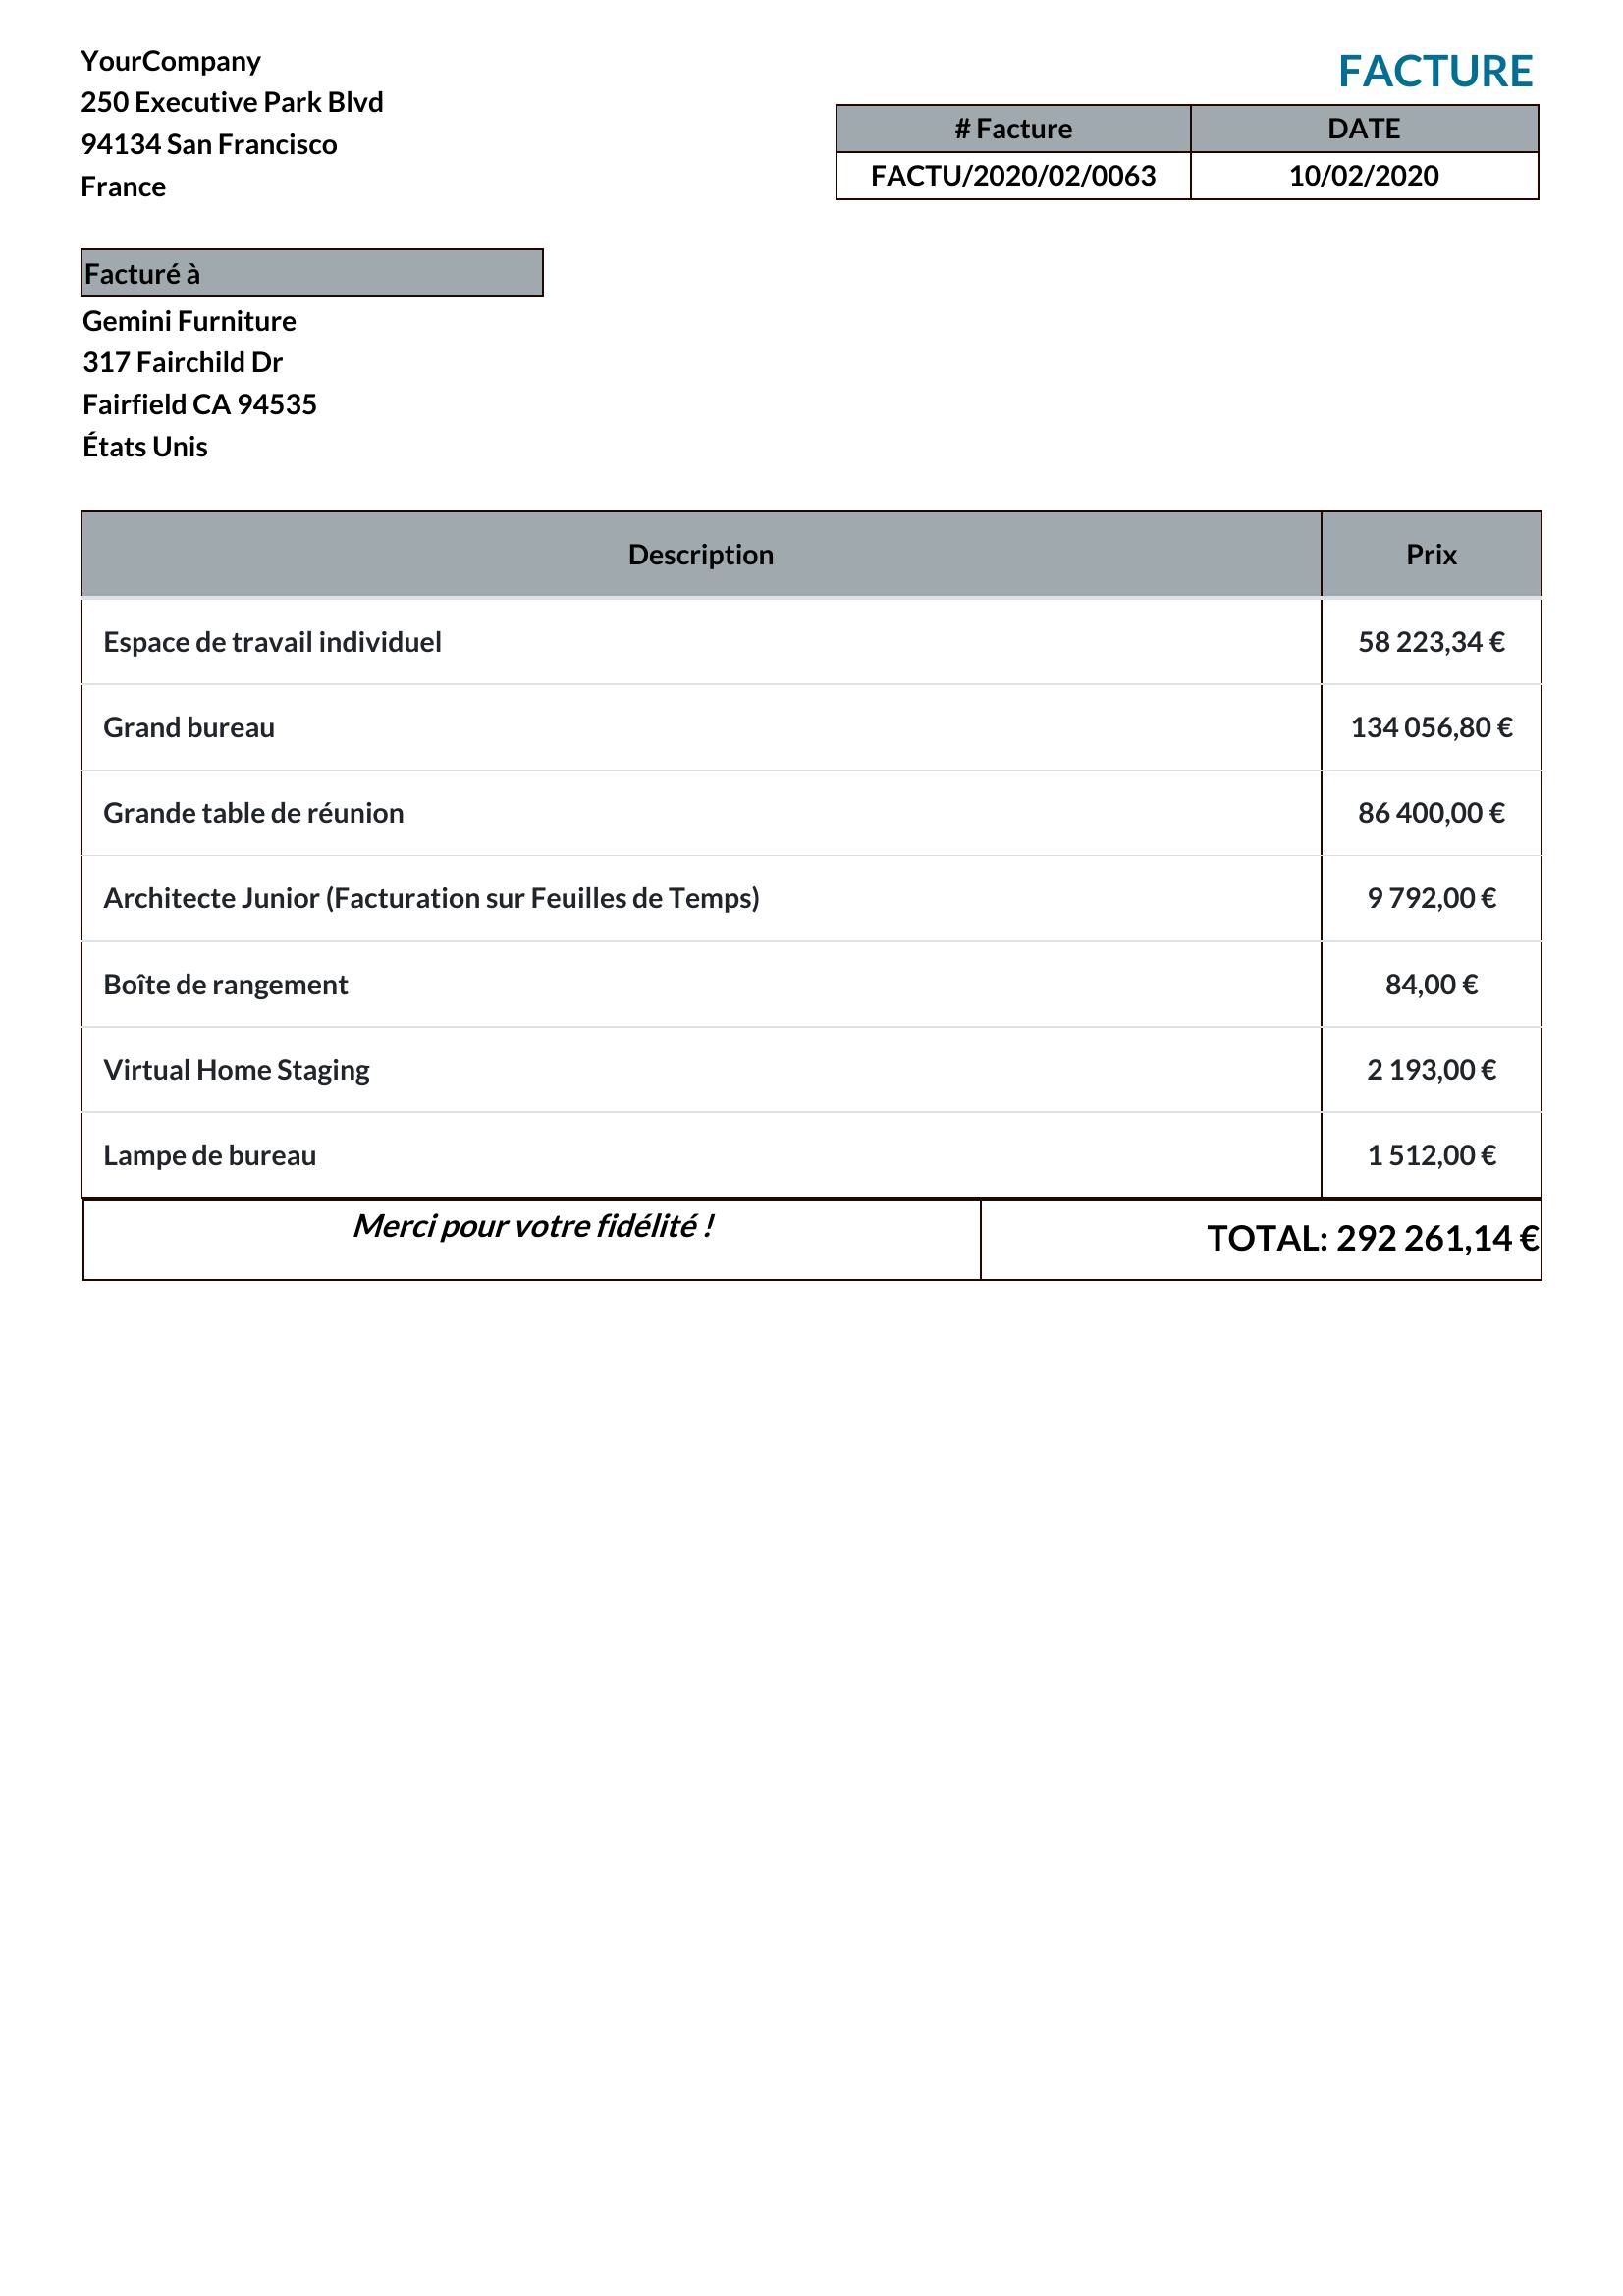 YourCompany
250 Executive Park Blvd
94134 San Francisco
France
FACTURE
# Facture DATE
FACTU/2020/02/0063 10/02/2020
Facturé à
Gemini Furniture
317 Fairchild Dr
Fairfield CA 94535
États Unis
Description Prix
Espace de travail individuel 58 223,34 €
Grand bureau 134 056,80 €
Grande table de réunion 86 400,00 €
Architecte Junior (Facturation sur Feuilles de Temps) 9 792,00 €
Boîte de rangement 84,00 €
Virtual Home Staging 2 193,00 €
Lampe de bureau 1 512,00 €
Merci pour votre fidélité ! TOTAL: 292 261,14 €